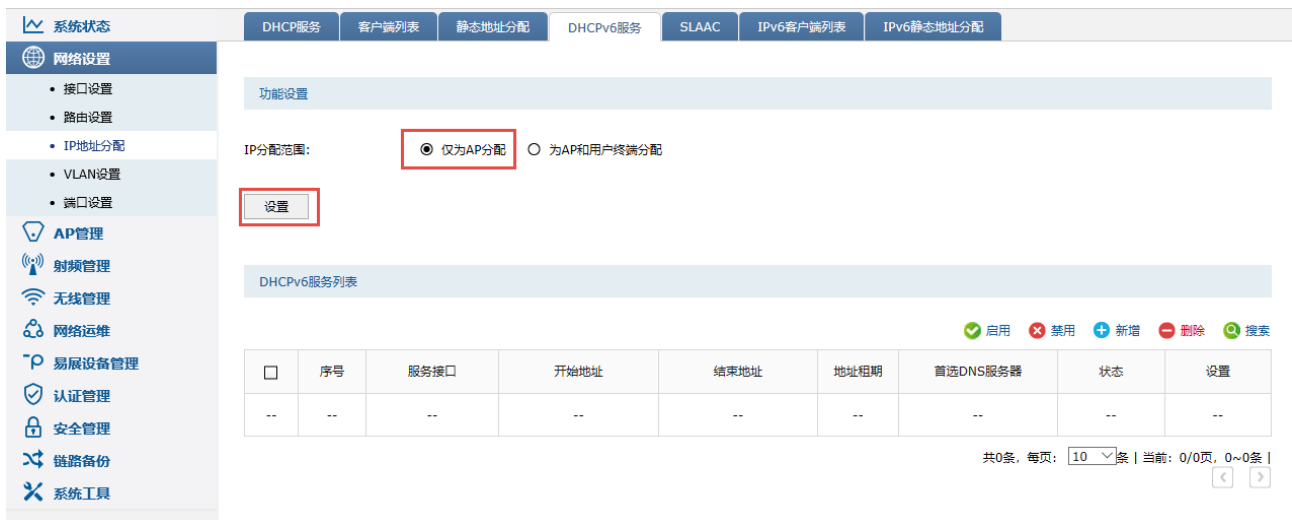 系统状态
网络设置
• 接口设置
• 路由设置
• IP地址分配
• VLAN设置
• 端口设置
AP管理
射频管理
无线管理
网络运维
易展设备管理
认证管理
安全管理
链路备份
系统工具
DHCP服务 客户端列表 静态地址分配 DHCPv6服务 SLAAC IPv6客户端列表 IPv6静态地址分配
功能设置
IP分配范围: 仅为AP分配 为AP和用户终端分配
设置
DHCPv6服务列表
启用 禁用 新增 删除 搜索
序号 服务接口 开始地址 结束地址 地址租期 首选DNS服务器 状态 设置
-- -- -- -- -- -- -- -- --
共0条, 每页: 10 条 | 当前: 0/0页, 0~0条 |
< >